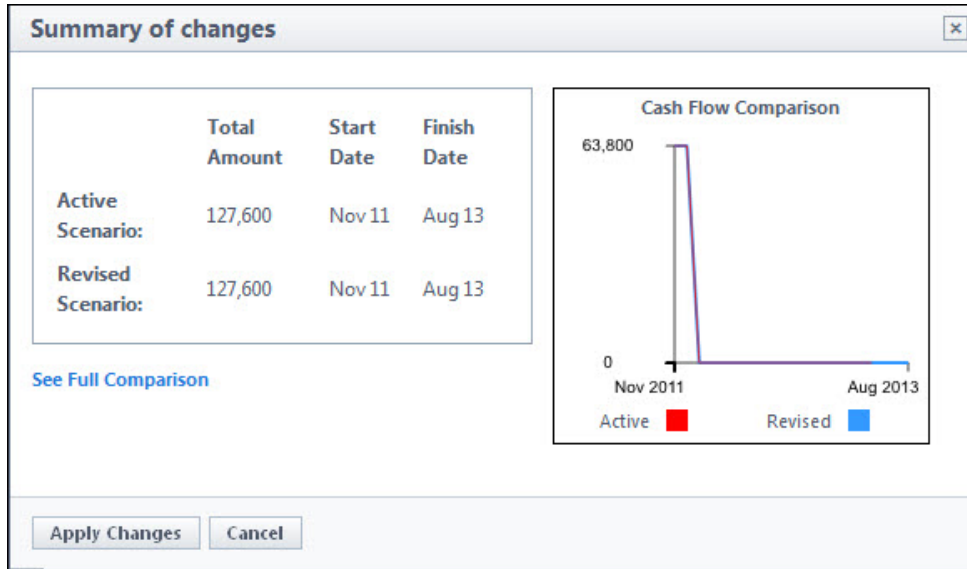 Summary of changes
Total Amount
Start Date
Finish Date
Active Scenario:
127,600
Nov 11
Aug 13
Revised Scenario:
127,600
Nov 11
Aug 13
See Full Comparison
Cash Flow Comparison
63,800
0
Nov 2011
Aug 2013
Active
Revised
Apply Changes
Cancel